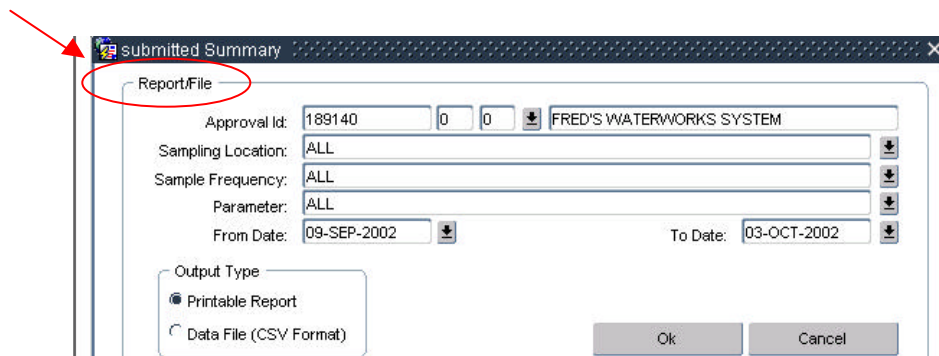 submitted Summary
Report/File
Approval Id: 189140 0 0 FRED'S WATERWORKS SYSTEM
Sampling Location: ALL
Sample Frequency: ALL
Parameter: ALL
From Date: 09-SEP-2002 To Date: 03-OCT-2002
Output Type
Printable Report
Data File (CSV Format) Ok Cancel